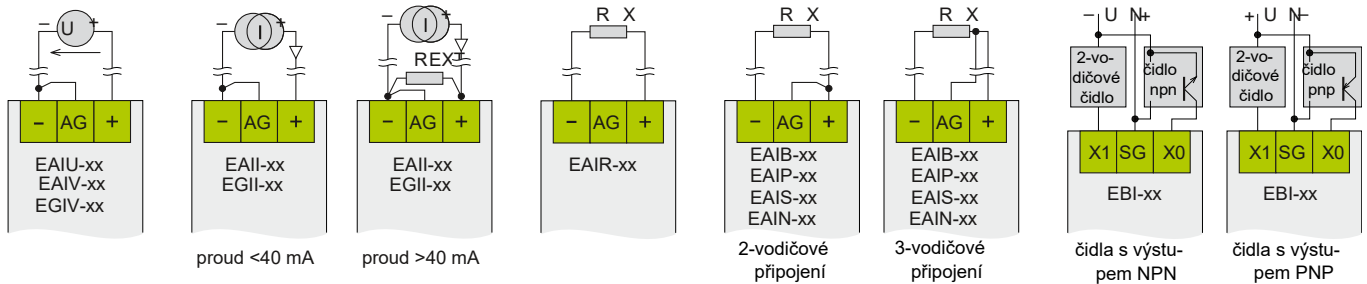 − U +
− AG +
EAIU-xx
EAIV-xx
EGIV-xx
− I +
− AG +
EAII-xx
EGII-xx
proud <40 mA
− I +
REXT
− AG +
EAII-xx
EGII-xx
proud >40 mA
R X
− AG +
EAIR-xx
R X
− AG +
EAIB-xx
EAIP-xx
EAIS-xx
EAIN-xx
2-vodičové
připojení
R X
− AG +
EAIB-xx
EAIP-xx
EAIS-xx
EAIN-xx
3-vodičové
připojení
− U N+
2-vo-
dičové
čidlo
čidlo
npn
X1 SG X0
EBI-xx
čidla s výstu-
pem NPN
+ U N−
2-vo-
dičové
čidlo
čidlo
pnp
X1 SG X0
EBI-xx
čidla s výstu-
pem PNP